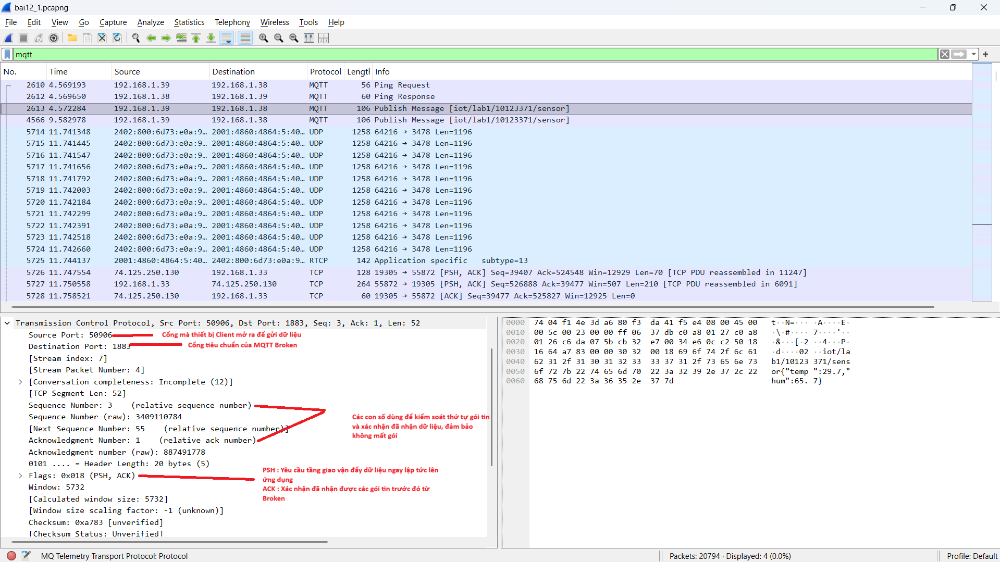 bai12_1.pcapng
File Edit View Go Capture Analyze Statistics Telephony Wireless Tools Help
mqtt
No. Time Source Destination Protocol Length Info
2610 4.569193 192.168.1.39 192.168.1.38 MQTT 56 Ping Request
2612 4.569650 192.168.1.38 192.168.1.39 MQTT 60 Ping Response
2613 4.572284 192.168.1.39 192.168.1.38 MQTT 106 Publish Message [iot/lab1/10123371/sensor]
4566 9.582978 192.168.1.39 192.168.1.38 MQTT 106 Publish Message [iot/lab1/10123371/sensor]
5714 11.741348 2402:800:6d73:e0a:9… 2001:4860:4864:5:40… UDP 1258 64216 → 3478 Len=1196
5715 11.741445 2402:800:6d73:e0a:9… 2001:4860:4864:5:40… UDP 1258 64216 → 3478 Len=1196
5716 11.741547 2402:800:6d73:e0a:9… 2001:4860:4864:5:40… UDP 1258 64216 → 3478 Len=1196
5717 11.741656 2402:800:6d73:e0a:9… 2001:4860:4864:5:40… UDP 1258 64216 → 3478 Len=1196
5718 11.741792 2402:800:6d73:e0a:9… 2001:4860:4864:5:40… UDP 1258 64216 → 3478 Len=1196
5719 11.742003 2402:800:6d73:e0a:9… 2001:4860:4864:5:40… UDP 1258 64216 → 3478 Len=1196
5720 11.742184 2402:800:6d73:e0a:9… 2001:4860:4864:5:40… UDP 1258 64216 → 3478 Len=1196
5721 11.742299 2402:800:6d73:e0a:9… 2001:4860:4864:5:40… UDP 1258 64216 → 3478 Len=1196
5722 11.742391 2402:800:6d73:e0a:9… 2001:4860:4864:5:40… UDP 1258 64216 → 3478 Len=1196
5723 11.742518 2402:800:6d73:e0a:9… 2001:4860:4864:5:40… UDP 1258 64216 → 3478 Len=1196
5724 11.742660 2402:800:6d73:e0a:9… 2001:4860:4864:5:40… UDP 1258 64216 → 3478 Len=1196
5725 11.744137 2001:4860:4864:5:40… 2402:800:6d73:e0a:9… RTCP 142 Application specific subtype=13
5726 11.747554 74.125.250.130 192.168.1.33 TCP 128 19305 → 55872 [PSH, ACK] Seq=39407 Ack=524548 Win=12929 Len=70 [TCP PDU reassembled in 11247]
5727 11.750558 192.168.1.33 74.125.250.130 TCP 264 55872 → 19305 [PSH, ACK] Seq=526888 Ack=39477 Win=507 Len=210 [TCP PDU reassembled in 6091]
5728 11.758521 74.125.250.130 192.168.1.33 TCP 60 19305 → 55872 [ACK] Seq=39477 Ack=525827 Win=12925 Len=0
Transmission Control Protocol, Src Port: 50906, Dst Port: 1883, Seq: 3, Ack: 1, Len: 52
Source Port: 50906 Cổng mà thiết bị Client mở ra để gửi dữ liệu
Destination Port: 1883 Cổng tiêu chuẩn của MQTT Broken
[Stream index: 7]
[Stream Packet Number: 4]
[Conversation completeness: Incomplete (12)]
[TCP Segment Len: 52]
Sequence Number: 3 (relative sequence number)
Sequence Number (raw): 3409110784
[Next Sequence Number: 55 (relative sequence number)]
Acknowledgment Number: 1 (relative ack number)
Các con số dùng để kiểm soát thứ tự gói tin
và xác nhận đã nhận dữ liệu, đảm bảo
không mất gói
Acknowledgment number (raw): 887491778
0101 .... = Header Length: 20 bytes (5)
Flags: 0x018 (PSH, ACK)
PSH : Yêu cầu tầng giao vận đẩy dữ liệu ngay lập tức lên
ứng dụng
ACK : Xác nhận đã nhận được các gói tin trước đó từ
Broken
Window: 5732
[Calculated window size: 5732]
[Window size scaling factor: -1 (unknown)]
Checksum: 0xa783 [unverified]
[Checksum Status: Unverified]
0000 74 04 f1 4e 3d a6 80 f3 da 41 f5 e4 08 00 45 00 t··N=··· ·A····E·
0010 00 5c 00 23 00 00 ff 06 37 db c0 a8 01 27 c0 a8 ·\·#···· 7····'··
0020 01 26 c6 da 07 5b cb 32 e7 00 34 e6 0c c2 50 18 ·&···[·2 ··4···P·
0030 16 64 a7 83 00 00 30 32 00 18 69 6f 74 2f 6c 61 ·d····02 ··iot/la
0040 62 31 2f 31 30 31 32 33 33 37 31 2f 73 65 6e 73 b1/10123 371/sens
0050 6f 72 7b 22 74 65 6d 70 22 3a 32 39 2e 37 2c 22 or{"temp ":29.7,"
0060 68 75 6d 22 3a 36 35 2e 37 7d hum":65. 7}
MQ Telemetry Transport Protocol: Protocol
Packets: 20794 · Displayed: 4 (0.0%)
Profile: Default